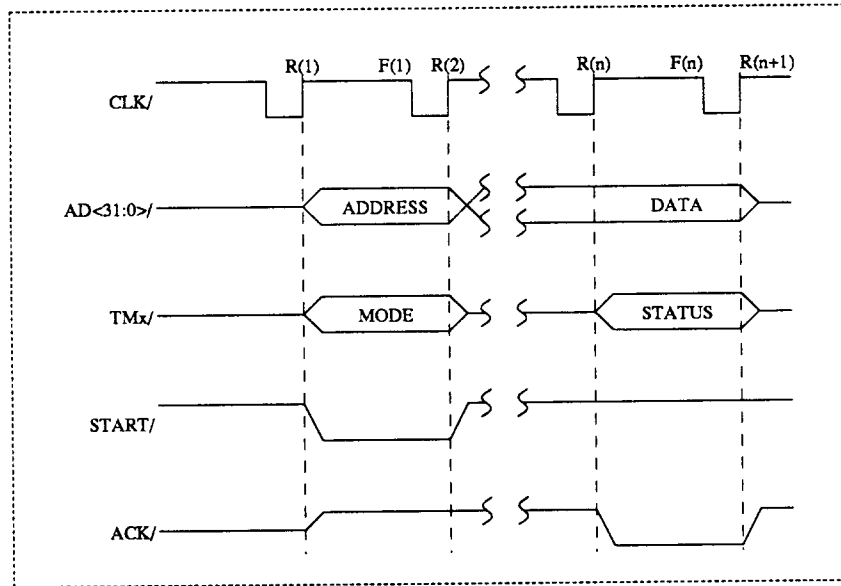 R(1) F(1) R(2) R(n) F(n) R(n+1)
CLK/
AD<31:0>/ ADDRESS DATA
TMx/ MODE STATUS
START/
ACK/